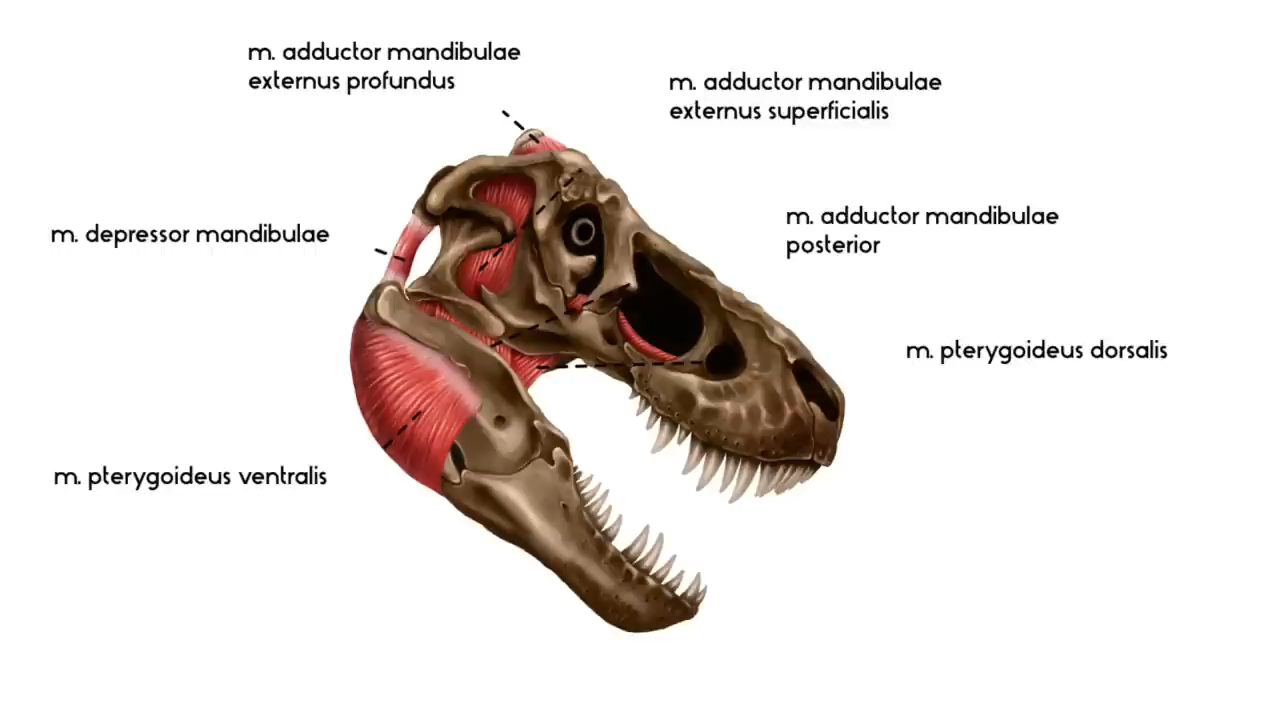 m. adductor mandibulae
externus profundus
m. adductor mandibulae
externus superficialis
m. adductor mandibulae
posterior
m. depressor mandibulae
m. pterygoideus dorsalis
m. pterygoideus ventralis